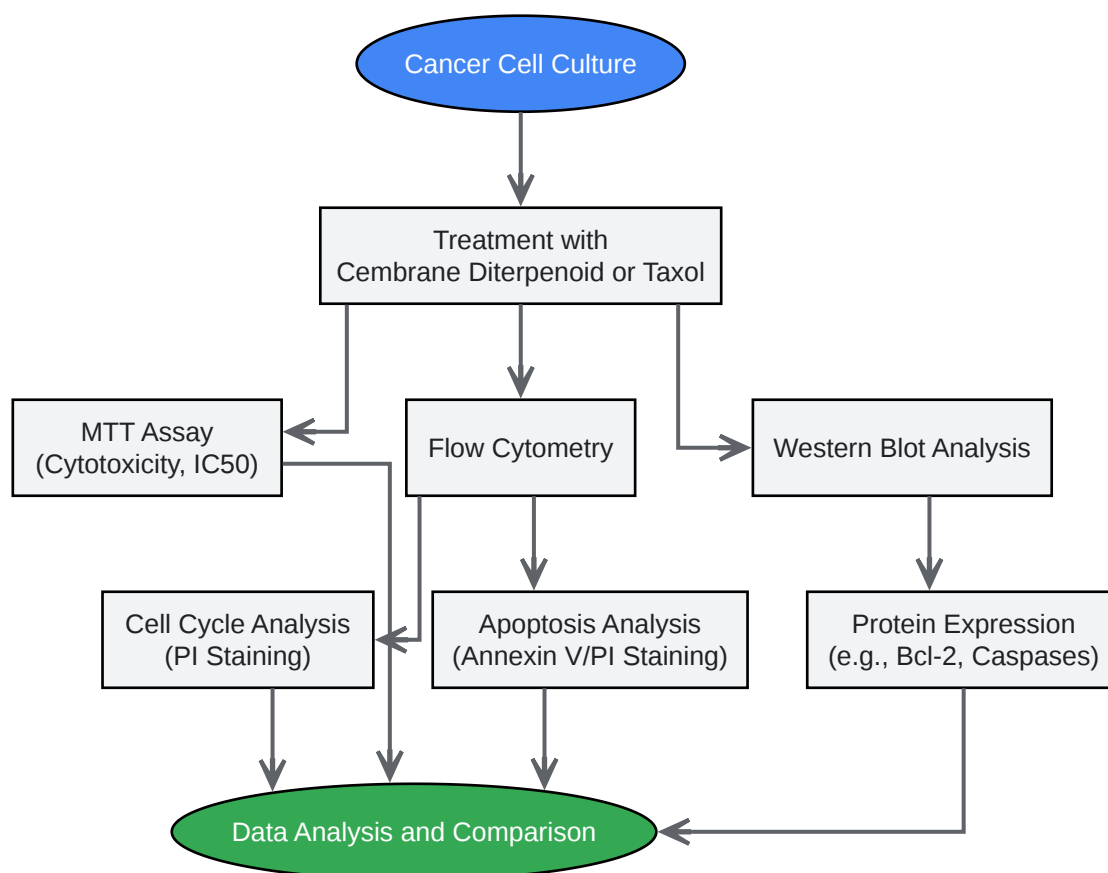 Cancer Cell Culture
Treatment with
Cembrane Diterpenoid or Taxol
MTT Assay
(Cytotoxicity, IC50)
Flow Cytometry
Western Blot Analysis
Cell Cycle Analysis
(PI Staining)
Apoptosis Analysis
(Annexin V/PI Staining)
Protein Expression
(e.g., Bcl-2, Caspases)
Data Analysis and Comparison